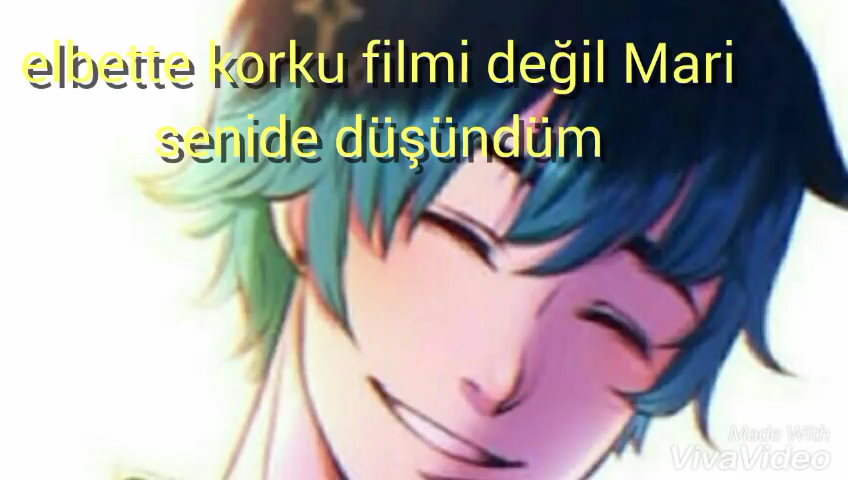 elbette korku filmi değil Mari
senide düşündüm
Made With
VivaVideo